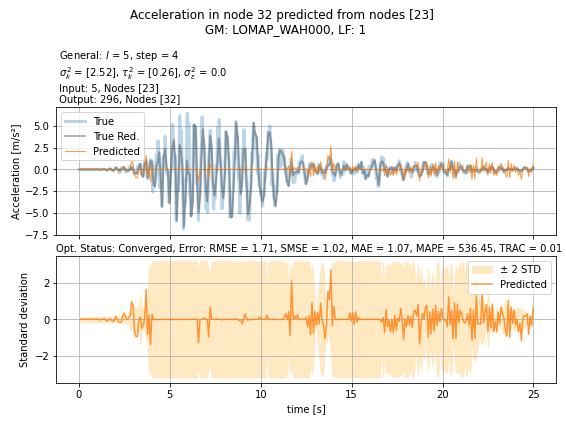 Acceleration in node 32 predicted from nodes [23]
GM: LOMAP_WAH000, LF: 1
General: l = 5, step = 4
σ²ₖ = [2.52], τ²ₖ = [0.26], σ²ε = 0.0
Input: 5, Nodes [23]
Output: 296, Nodes [32]
True
True Red.
Predicted
Acceleration [m/s²]
5.0
2.5
0.0
−2.5
−5.0
−7.5
Opt. Status: Converged, Error: RMSE = 1.71, SMSE = 1.02, MAE = 1.07, MAPE = 536.45, TRAC = 0.01
± 2 STD
Predicted
Standard deviation
2
0
−2
0 5 10 15 20 25
time [s]